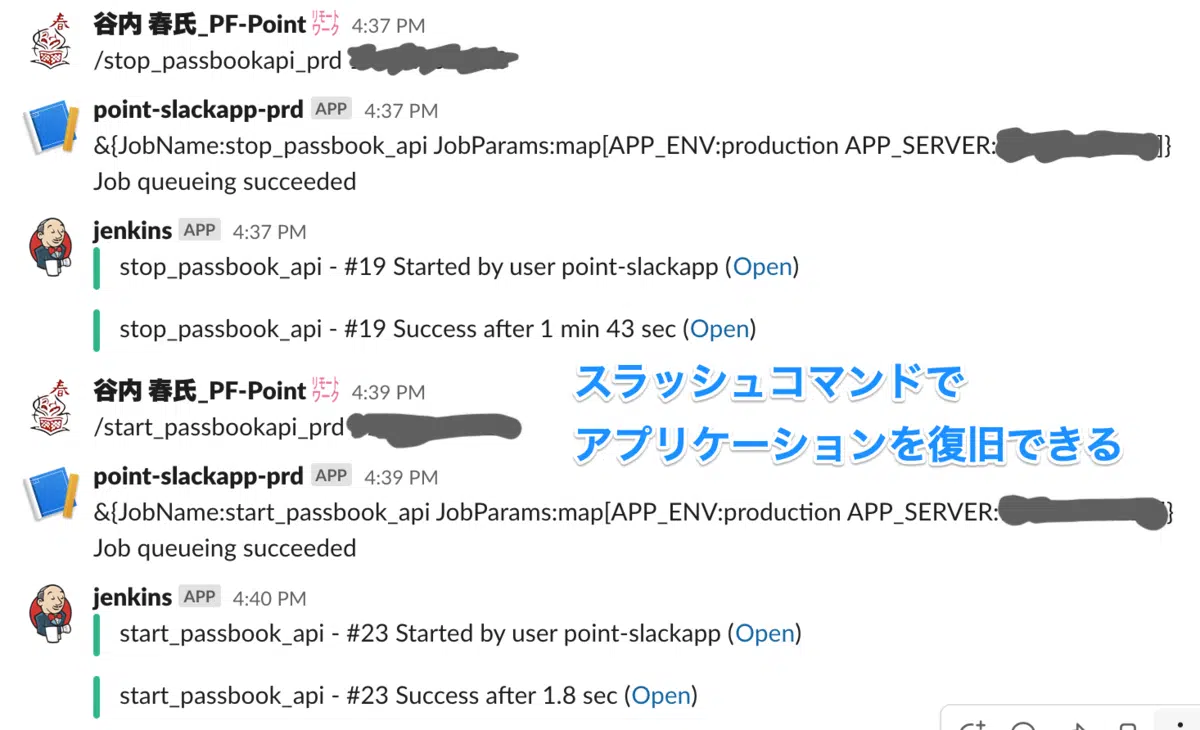 谷内 春氏_PF-Point リモートワーク 4:37 PM
/stop_passbookapi_prd
point-slackapp-prd APP 4:37 PM
&{JobName:stop_passbook_api JobParams:map[APP_ENV:production APP_SERVER:]}
Job queueing succeeded
jenkins APP 4:37 PM
stop_passbook_api - #19 Started by user point-slackapp (Open)
stop_passbook_api - #19 Success after 1 min 43 sec (Open)
谷内 春氏_PF-Point リモートワーク 4:39 PM
/start_passbookapi_prd
スラッシュコマンドで
アプリケーションを復旧できる
point-slackapp-prd APP 4:39 PM
&{JobName:start_passbook_api JobParams:map[APP_ENV:production APP_SERVER:}
Job queueing succeeded
jenkins APP 4:40 PM
start_passbook_api - #23 Started by user point-slackapp (Open)
start_passbook_api - #23 Success after 1.8 sec (Open)